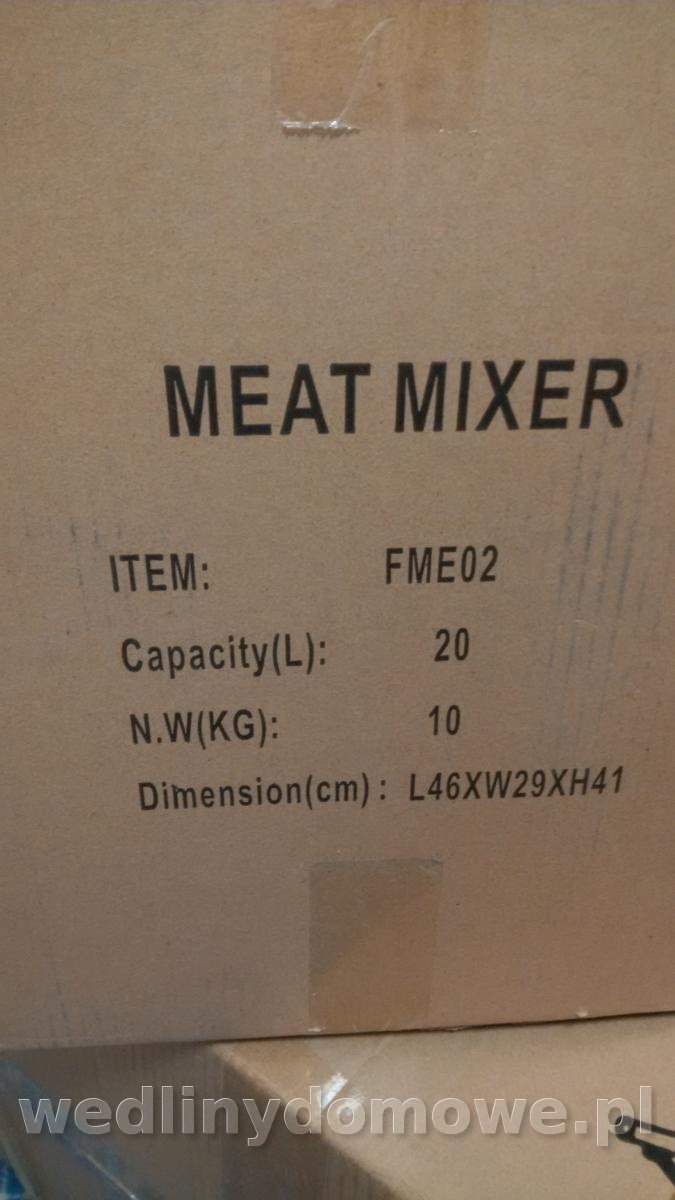 MEAT MIXER
ITEM: FME02
Capacity(L): 20
N.W(KG): 10
Dimension(cm): L46XW29XH41
wedlinydomowe.pl